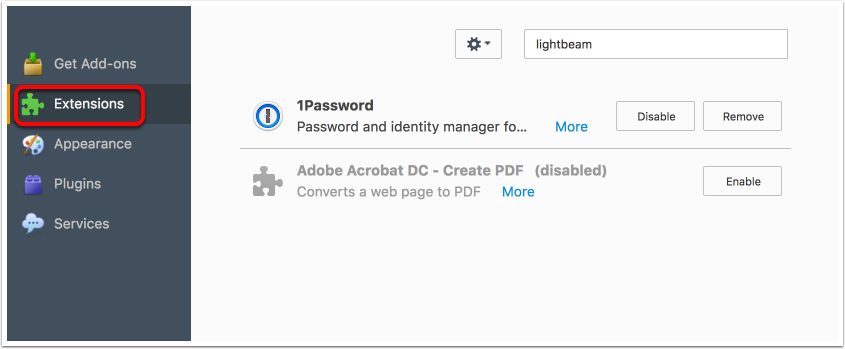 lightbeam
Get Add-ons
Extensions
Appearance
Plugins
Services
1Password
Password and identity manager fo... More
Disable
Remove
Adobe Acrobat DC - Create PDF (disabled)
Converts a web page to PDF More
Enable